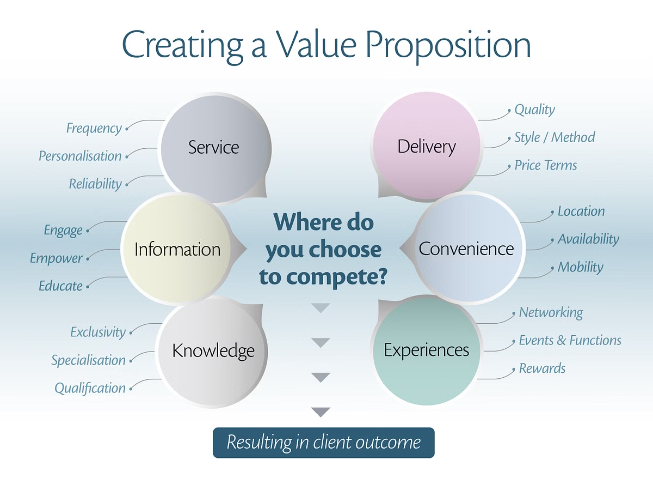 Creating a Value Proposition
Service
Frequency
Personalisation
Reliability
Information
Engage
Empower
Educate
Knowledge
Exclusivity
Specialisation
Qualification
Where do
you choose
to compete?
Delivery
Quality
Style / Method
Price Terms
Convenience
Location
Availability
Mobility
Experiences
Networking
Events & Functions
Rewards
Resulting in client outcome